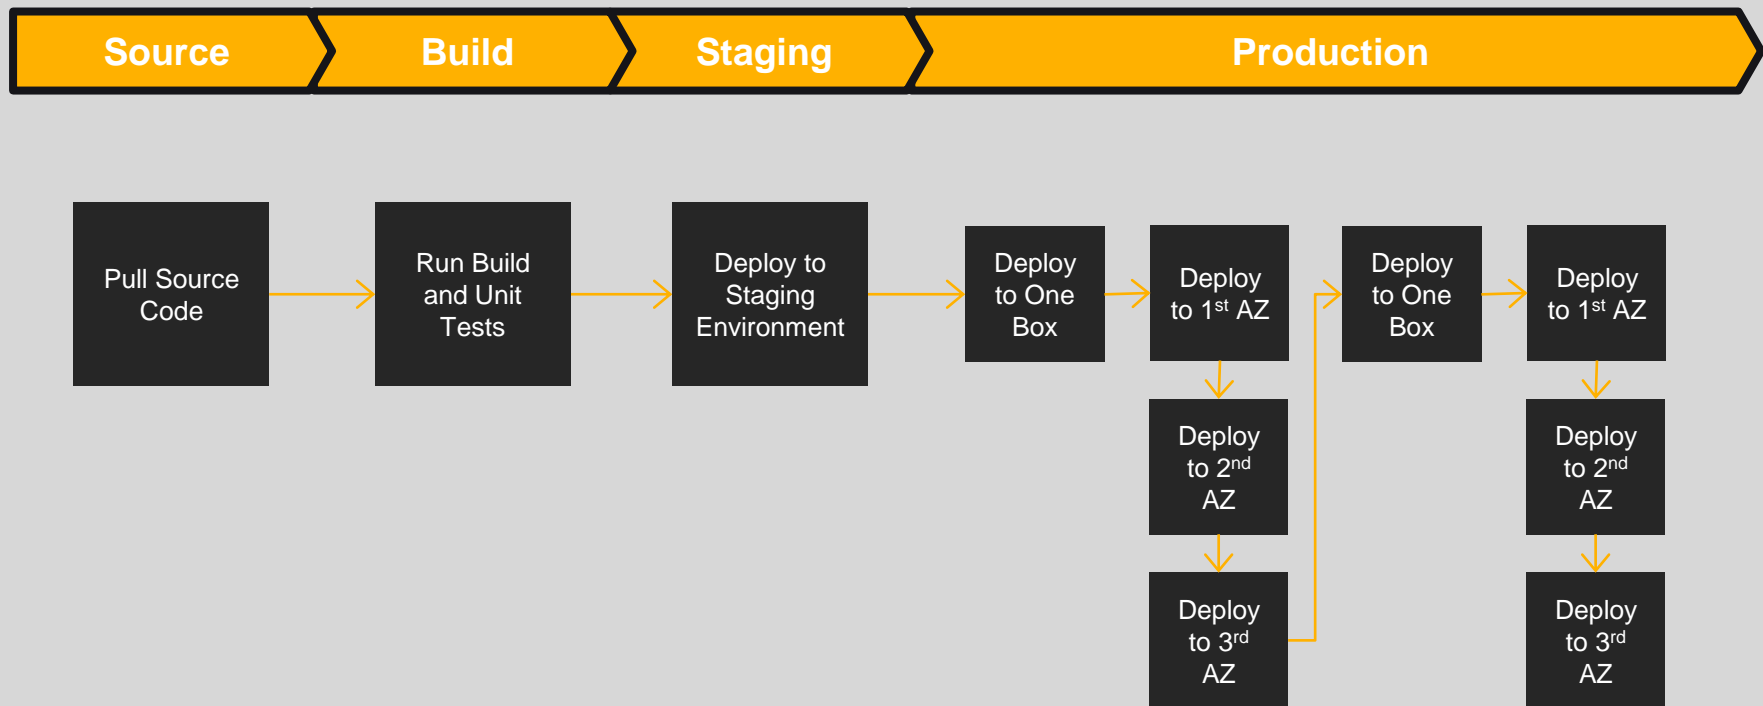 Source
Build
Staging
Production
Pull Source
Code
Run Build
and Unit
Tests
Deploy to
Staging
Environment
Deploy
to One
Box
Deploy
to 1st AZ
Deploy
to 2nd
AZ
Deploy
to 3rd
AZ
Deploy
to One
Box
Deploy
to 1st AZ
Deploy
to 2nd
AZ
Deploy
to 3rd
AZ